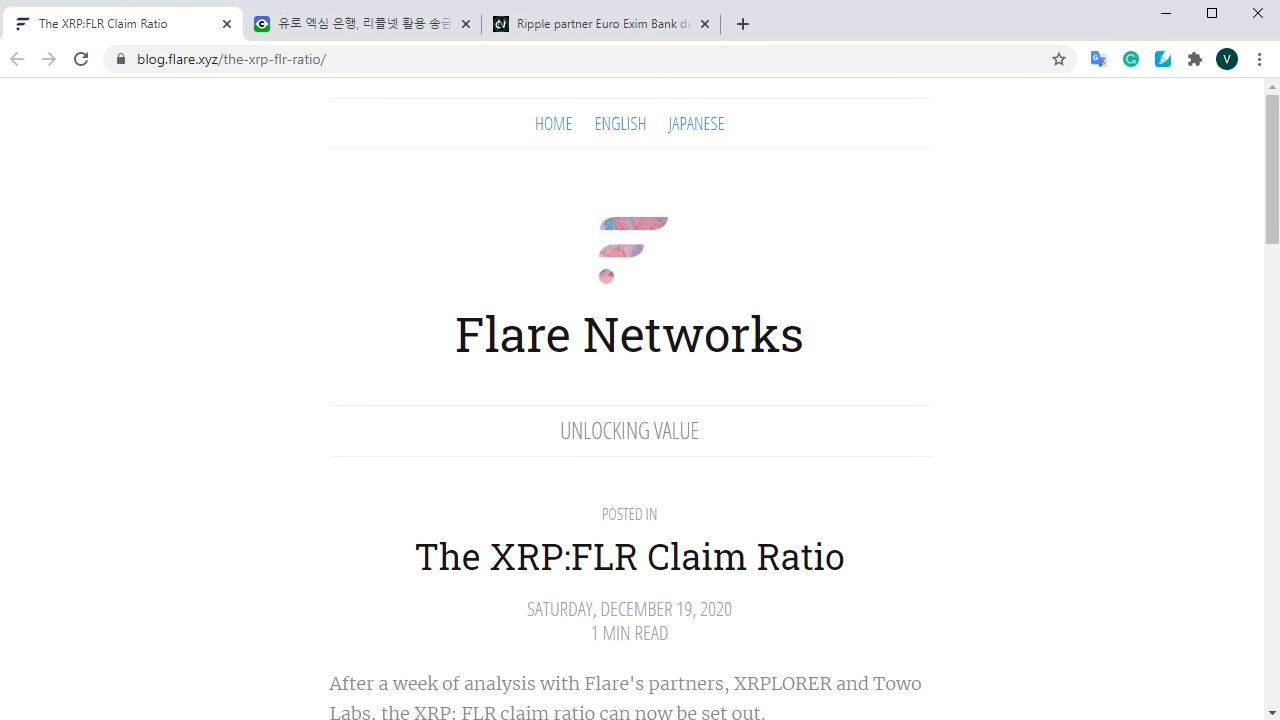 The XRP:FLR Claim Ratio
유로 엑심 은행, 리플넷 활용 송금
Ripple partner Euro Exim Bank de
blog.flare.xyz/the-xrp-flr-ratio/
V
HOME ENGLISH JAPANESE
Flare Networks
UNLOCKING VALUE
POSTED IN
The XRP:FLR Claim Ratio
SATURDAY, DECEMBER 19, 2020
1 MIN READ
After a week of analysis with Flare's partners, XRPLORER and Towo
Labs, the XRP: FLR claim ratio can now be set out.